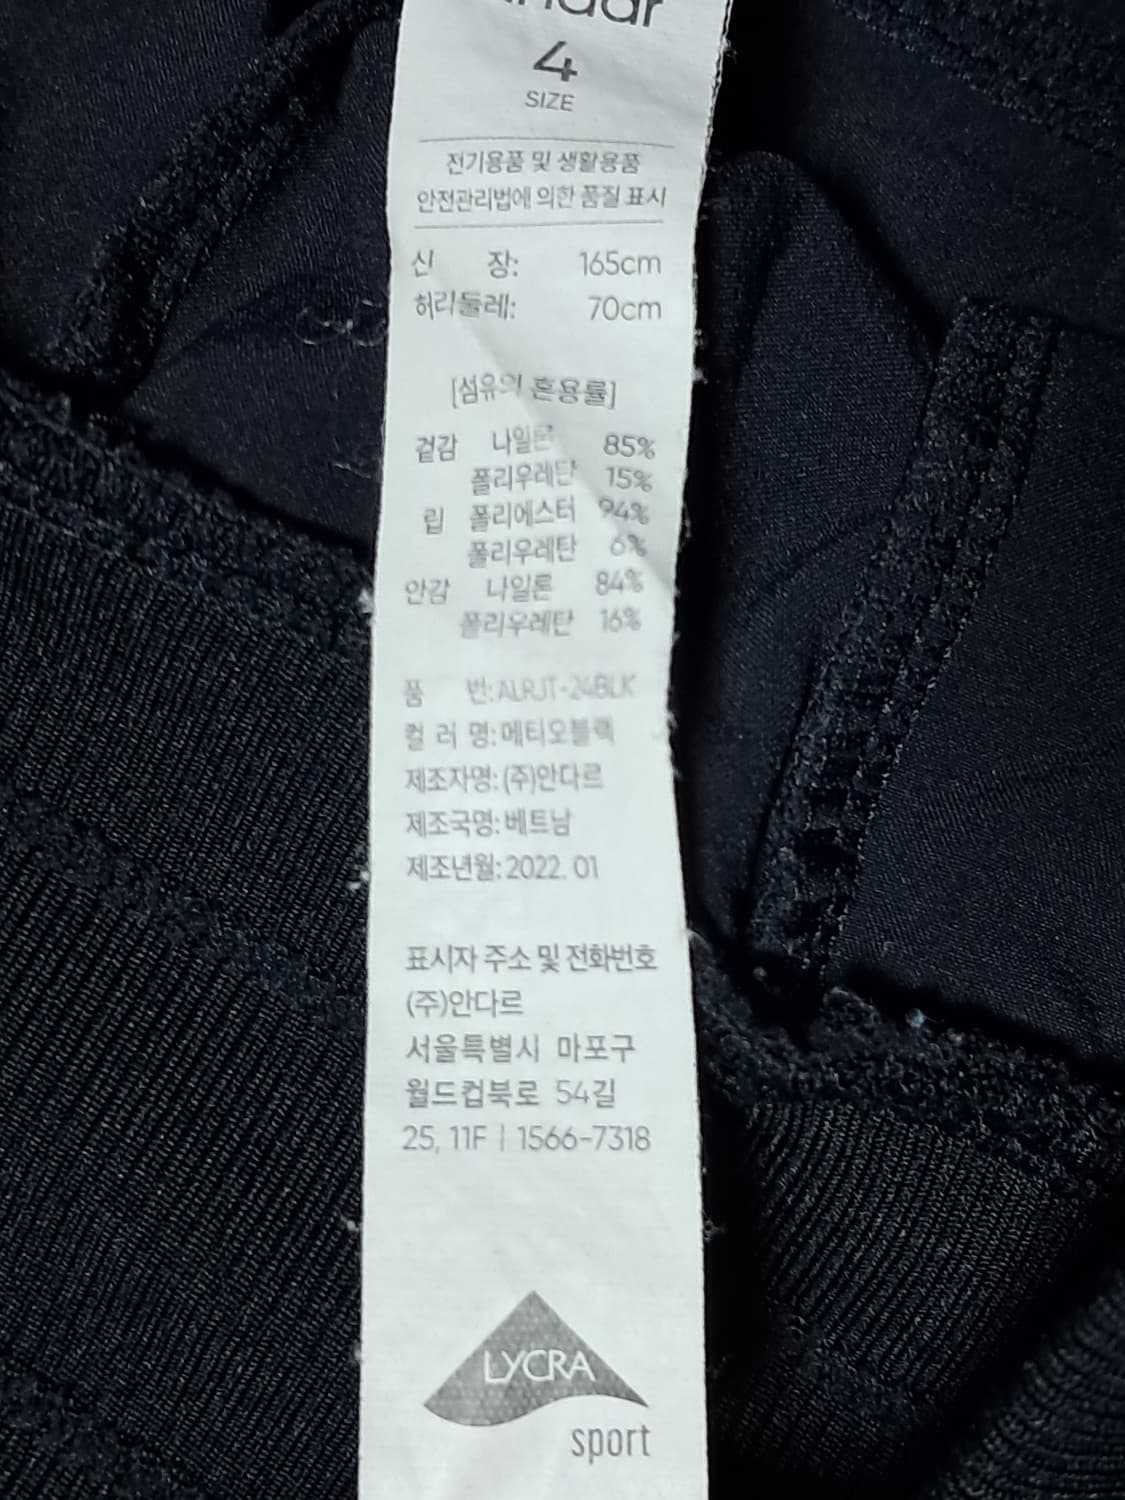 andar
4
SIZE
전기용품 및 생활용품
안전관리법에 의한 품질 표시
신 장: 165cm
허리둘레: 70cm
[섬유의 혼용률]
겉감 나일론 85%
폴리우레탄 15%
립 폴리에스터 94%
폴리우레탄 6%
안감 나일론 84%
폴리우레탄 16%
품 번: ALRJT-24BLK
컬 러 명: 메티오블랙
제조자명: (주)안다르
제조국명: 베트남
제조년월: 2022. 01
표시자 주소 및 전화번호
(주)안다르
서울특별시 마포구
월드컵북로 54길
25, 11F | 1566-7318
LYCRA
sport